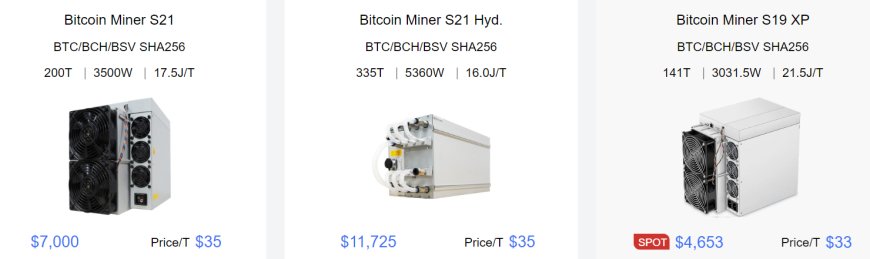 Bitcoin Miner S21
BTC/BCH/BSV SHA256
200T | 3500W | 17.5J/T
$7,000 Price/T $35
Bitcoin Miner S21 Hyd.
BTC/BCH/BSV SHA256
335T | 5360W | 16.0J/T
$11,725 Price/T $35
Bitcoin Miner S19 XP
BTC/BCH/BSV SHA256
141T | 3031.5W | 21.5J/T
SPOT $4,653 Price/T $33